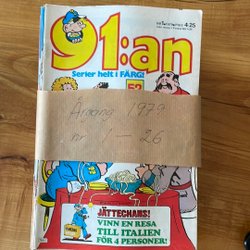 91:an
4:25
Serier helt i FÄRG!
52
Årgång 1979
nr 1 — 26
JÄTTECHANS!
VINN EN RESA
TILL ITALIEN
FÖR 4 PERSONER!